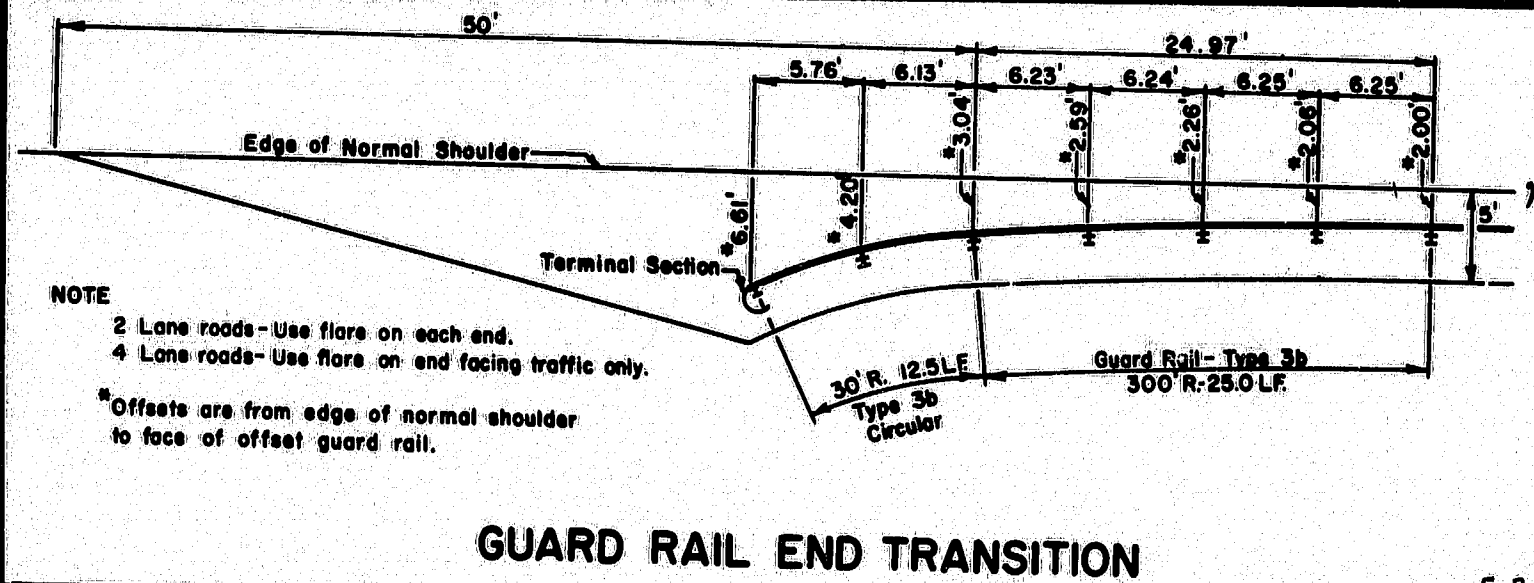 50'
24.97'
5.76'
6.13'
6.23'
6.24'
6.25'
6.25'
*6.61'
*4.20'
*3.04'
*2.59'
*2.26'
*2.06'
*2.00'
5'
Edge of Normal Shoulder
Terminal Section
NOTE
2 Lane roads-Use flare on each end.
4 Lane roads-Use flare on end facing traffic only.
*Offsets are from edge of normal shoulder
to face of offset guard rail.
30'R. 12.5 L.F.
Type 3b
Circular
Guard Rail-Type 3b
300'R-25.0 L.F.
GUARD RAIL END TRANSITION